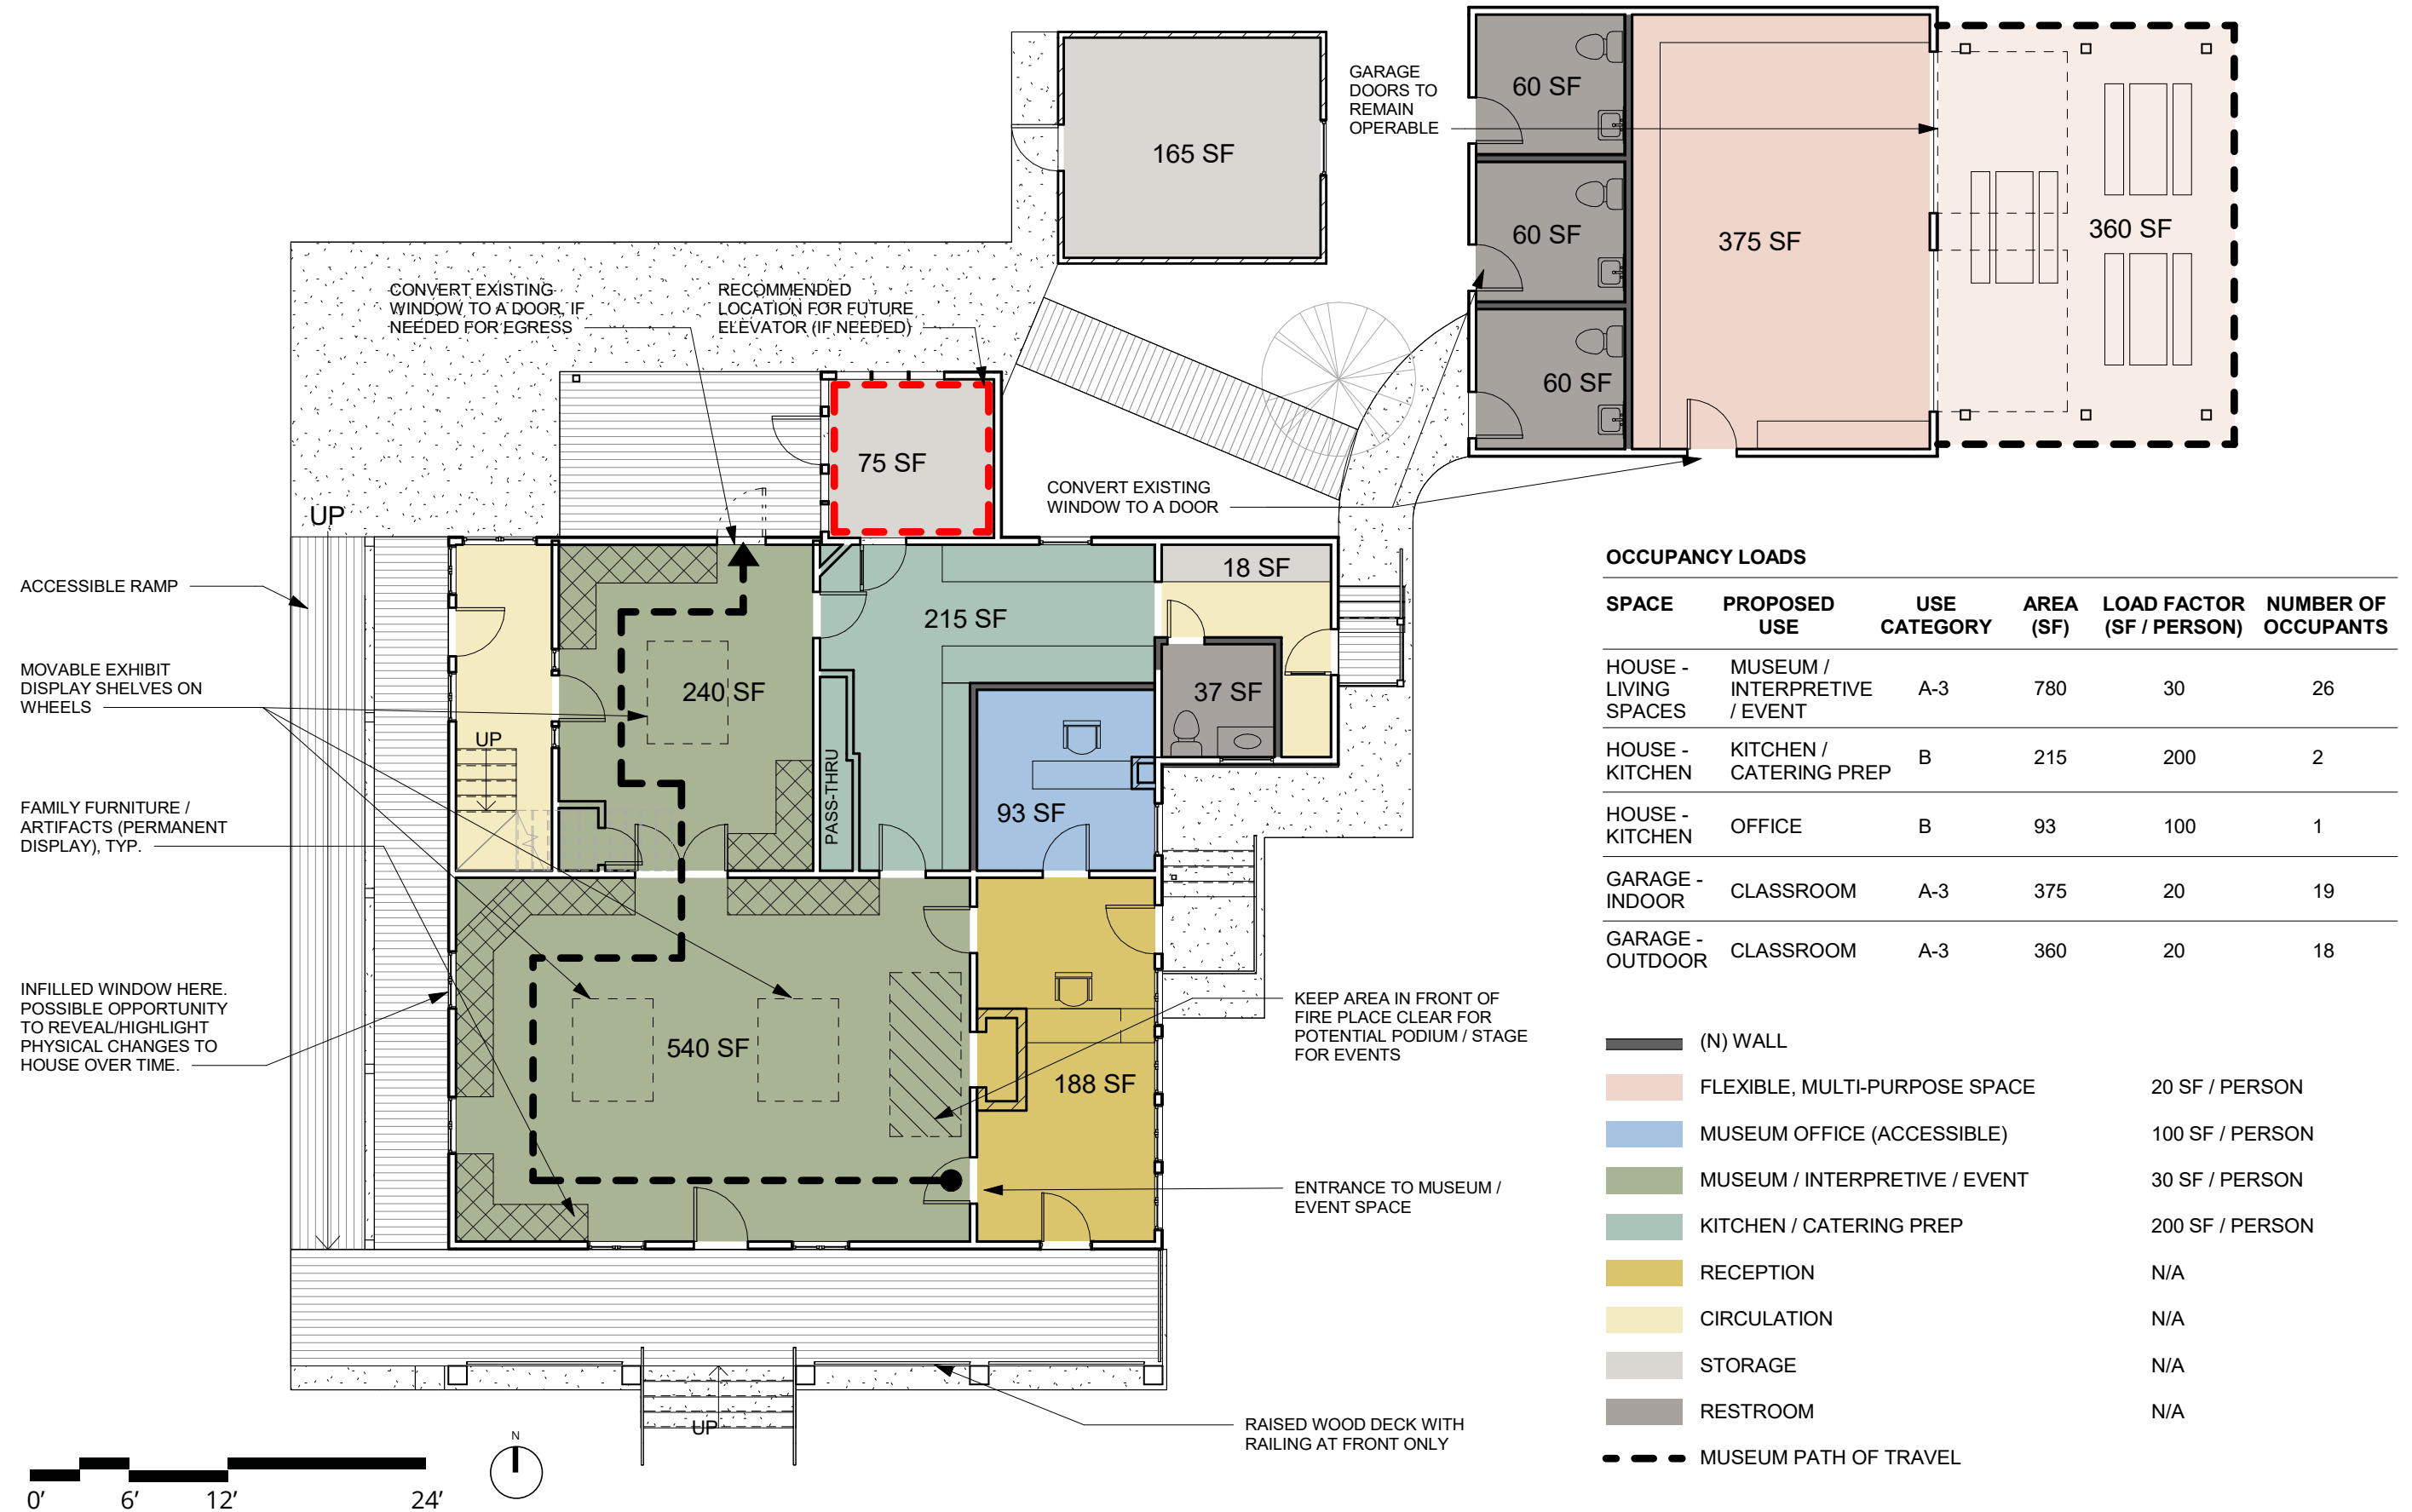 GARAGE
DOORS TO
REMAIN
OPERABLE
60 SF
60 SF
60 SF
375 SF
360 SF
165 SF
CONVERT EXISTING
WINDOW TO A DOOR, IF
NEEDED FOR EGRESS
RECOMMENDED
LOCATION FOR FUTURE
ELEVATOR (IF NEEDED)
75 SF
CONVERT EXISTING
WINDOW TO A DOOR
UP
ACCESSIBLE RAMP
MOVABLE EXHIBIT
DISPLAY SHELVES ON
WHEELS
FAMILY FURNITURE /
ARTIFACTS (PERMANENT
DISPLAY), TYP.
INFILLED WINDOW HERE.
POSSIBLE OPPORTUNITY
TO REVEAL/HIGHLIGHT
PHYSICAL CHANGES TO
HOUSE OVER TIME.
18 SF
215 SF
240 SF
37 SF
UP
PASS-THRU
93 SF
540 SF
188 SF
KEEP AREA IN FRONT OF
FIRE PLACE CLEAR FOR
POTENTIAL PODIUM / STAGE
FOR EVENTS
ENTRANCE TO MUSEUM /
EVENT SPACE
RAISED WOOD DECK WITH
RAILING AT FRONT ONLY
UP
N
0' 6' 12' 24'
OCCUPANCY LOADS
SPACE PROPOSED USE AREA LOAD FACTOR NUMBER OF
USE CATEGORY (SF) (SF / PERSON) OCCUPANTS
HOUSE - MUSEUM /
LIVING INTERPRETIVE A-3 780 30 26
SPACES / EVENT
HOUSE - KITCHEN / B 215 200 2
KITCHEN CATERING PREP
HOUSE - OFFICE B 93 100 1
KITCHEN
GARAGE - CLASSROOM A-3 375 20 19
INDOOR
GARAGE - CLASSROOM A-3 360 20 18
OUTDOOR
(N) WALL
FLEXIBLE, MULTI-PURPOSE SPACE 20 SF / PERSON
MUSEUM OFFICE (ACCESSIBLE) 100 SF / PERSON
MUSEUM / INTERPRETIVE / EVENT 30 SF / PERSON
KITCHEN / CATERING PREP 200 SF / PERSON
RECEPTION N/A
CIRCULATION N/A
STORAGE N/A
RESTROOM N/A
MUSEUM PATH OF TRAVEL